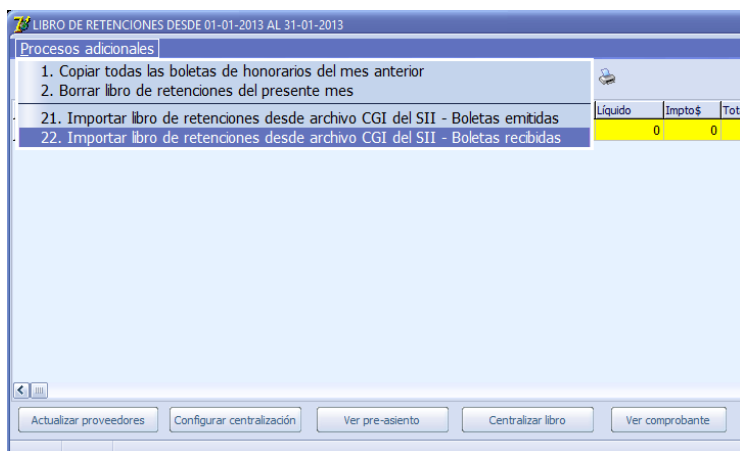 LIBRO DE RETENCIONES DESDE 01-01-2013 AL 31-01-2013
Procesos adicionales
1. Copiar todas las boletas de honorarios del mes anterior
2. Borrar libro de retenciones del presente mes
21. Importar libro de retenciones desde archivo CGI del SII - Boletas emitidas
22. Importar libro de retenciones desde archivo CGI del SII - Boletas recibidas
Líquido Impto$ Tot
0 0
Actualizar proveedores Configurar centralización Ver pre-asiento Centralizar libro Ver comprobante